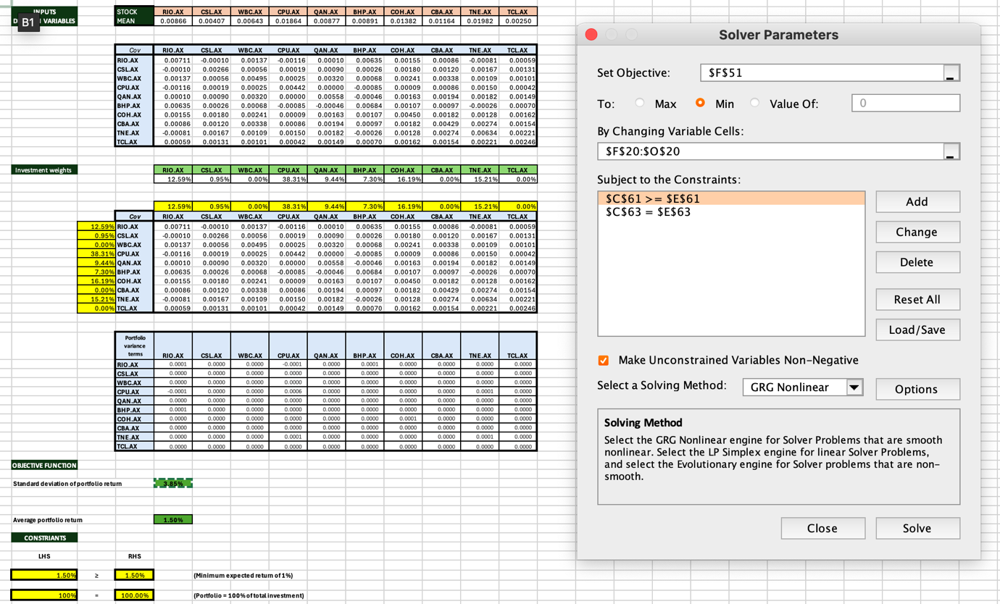 INPUTS
STOCK RIO.AX CSL.AX WBC.AX CPU.AX QAN.AX BHP.AX COH.AX CBA.AX TNE.AX TCL.AX
VARIABLES MEAN 0.00866 0.00407 0.00643 0.01864 0.00877 0.00891 0.01382 0.01164 0.01982 0.00250
B1
Cov RIO.AX CSL.AX WBC.AX CPU.AX QAN.AX BHP.AX COH.AX CBA.AX TNE.AX TCL.AX
RIO.AX 0.00711 -0.00010 0.00137 -0.00116 0.00010 0.00635 0.00155 0.00086 -0.00081 0.00059
CSL.AX -0.00010 0.00266 0.00056 0.00019 0.00090 0.00026 0.00180 0.00120 0.00167 0.00131
WBC.AX 0.00137 0.00056 0.00495 0.00025 0.00320 0.00068 0.00241 0.00338 0.00109 0.00101
CPU.AX -0.00116 0.00019 0.00025 0.00442 0.00000 -0.00085 0.00009 0.00086 0.00150 0.00042
QAN.AX 0.00010 0.00090 0.00320 0.00000 0.00558 -0.00046 0.00163 0.00194 0.00182 0.00149
BHP.AX 0.00635 0.00026 0.00068 -0.00085 -0.00046 0.00684 0.00107 0.00097 -0.00026 0.00070
COH.AX 0.00155 0.00180 0.00241 0.00009 0.00163 0.00107 0.00450 0.00182 0.00128 0.00162
CBA.AX 0.00086 0.00120 0.00338 0.00086 0.00194 0.00097 0.00182 0.00429 0.00274 0.00154
TNE.AX -0.00081 0.00167 0.00109 0.00150 0.00182 -0.00026 0.00128 0.00274 0.00634 0.00221
TCL.AX 0.00059 0.00131 0.00101 0.00042 0.00149 0.00070 0.00162 0.00154 0.00221 0.00246
Investment weights RIO.AX CSL.AX WBC.AX CPU.AX QAN.AX BHP.AX COH.AX CBA.AX TNE.AX TCL.AX
12.59% 0.95% 0.00% 38.31% 9.44% 7.30% 16.19% 0.00% 15.21% 0.00%
12.59% 0.95% 0.00% 38.31% 9.44% 7.30% 16.19% 0.00% 15.21% 0.00%
Cov RIO.AX CSL.AX WBC.AX CPU.AX QAN.AX BHP.AX COH.AX CBA.AX TNE.AX TCL.AX
12.59% RIO.AX 0.00711 -0.00010 0.00137 -0.00116 0.00010 0.00635 0.00155 0.00086 -0.00081 0.00059
0.95% CSL.AX -0.00010 0.00266 0.00056 0.00019 0.00090 0.00026 0.00180 0.00120 0.00167 0.00131
0.00% WBC.AX 0.00137 0.00056 0.00495 0.00025 0.00320 0.00068 0.00241 0.00338 0.00109 0.00101
38.31% CPU.AX -0.00116 0.00019 0.00025 0.00442 0.00000 -0.00085 0.00009 0.00086 0.00150 0.00042
9.44% QAN.AX 0.00010 0.00090 0.00320 0.00000 0.00558 -0.00046 0.00163 0.00194 0.00182 0.00149
7.30% BHP.AX 0.00635 0.00026 0.00068 -0.00085 -0.00046 0.00684 0.00107 0.00097 -0.00026 0.00070
16.19% COH.AX 0.00155 0.00180 0.00241 0.00009 0.00163 0.00107 0.00450 0.00182 0.00128 0.00162
0.00% CBA.AX 0.00086 0.00120 0.00338 0.00086 0.00194 0.00097 0.00182 0.00429 0.00274 0.00154
15.21% TNE.AX -0.00081 0.00167 0.00109 0.00150 0.00182 -0.00026 0.00128 0.00274 0.00634 0.00221
0.00% TCL.AX 0.00059 0.00131 0.00101 0.00042 0.00149 0.00070 0.00162 0.00154 0.00221 0.00246
Portfolio
variance
terms RIO.AX CSL.AX WBC.AX CPU.AX QAN.AX BHP.AX COH.AX CBA.AX TNE.AX TCL.AX
RIO.AX 0.0001 0.0000 0.0000 -0.0001 0.0000 0.0001 0.0000 0.0000 0.0000 0.0000
CSL.AX 0.0000 0.0000 0.0000 0.0000 0.0000 0.0000 0.0000 0.0000 0.0000 0.0000
WBC.AX 0.0000 0.0000 0.0000 0.0000 0.0000 0.0000 0.0000 0.0000 0.0000 0.0000
CPU.AX -0.0001 0.0000 0.0000 0.0006 0.0000 0.0000 0.0000 0.0000 0.0001 0.0000
QAN.AX 0.0000 0.0000 0.0000 0.0000 0.0000 0.0000 0.0000 0.0000 0.0000 0.0000
BHP.AX 0.0001 0.0000 0.0000 0.0000 0.0000 0.0000 0.0000 0.0000 0.0000 0.0000
COH.AX 0.0000 0.0000 0.0000 0.0000 0.0000 0.0000 0.0001 0.0000 0.0000 0.0000
CBA.AX 0.0000 0.0000 0.0000 0.0000 0.0000 0.0000 0.0000 0.0000 0.0000 0.0000
TNE.AX 0.0000 0.0000 0.0000 0.0001 0.0000 0.0000 0.0000 0.0000 0.0001 0.0000
TCL.AX 0.0000 0.0000 0.0000 0.0000 0.0000 0.0000 0.0000 0.0000 0.0000 0.0000
OBJECTIVE FUNCTION
Standard deviation of portfolio return 3.85%
Average portfolio return 1.50%
CONSTRIANTS
LHS RHS
1.50% ≥ 1.50% (Minimum expected return of 1%)
100% = 100.00% (Portfolio = 100% of total investment)
Solver Parameters
Set Objective: $F$51
To: Max Min Value Of: 0
By Changing Variable Cells:
$F$20:$O$20
Subject to the Constraints:
$C$61 >= $E$61
$C$63 = $E$63
Add
Change
Delete
Reset All
Load/Save
Make Unconstrained Variables Non-Negative
Select a Solving Method: GRG Nonlinear Options
Solving Method
Select the GRG Nonlinear engine for Solver Problems that are smooth
nonlinear. Select the LP Simplex engine for linear Solver Problems,
and select the Evolutionary engine for Solver problems that are non-
smooth.
Close Solve